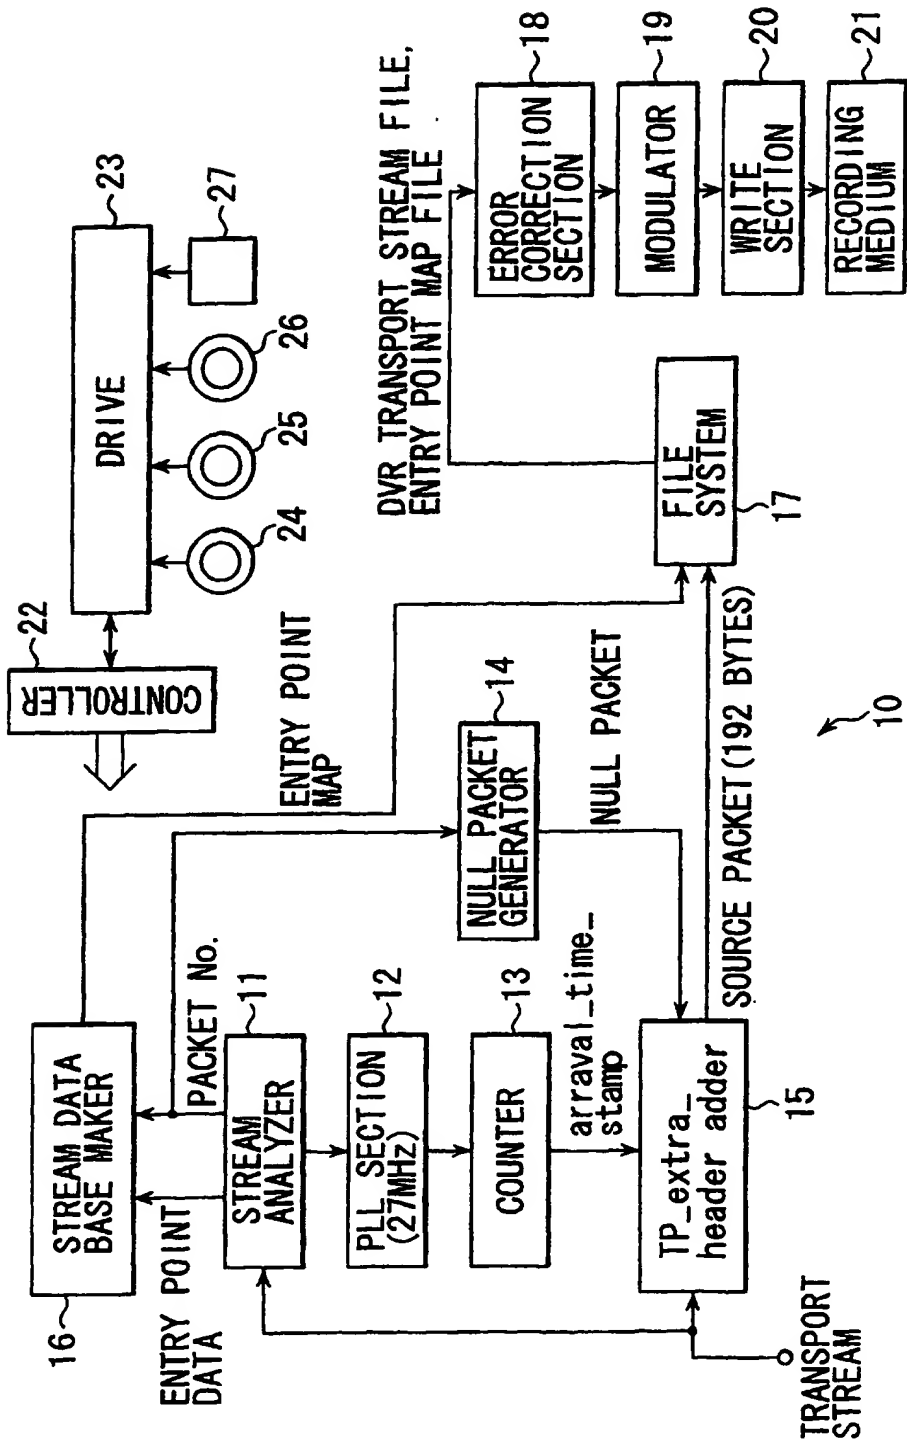 TRANSPORT
STREAM
16
STREAM DATA
BASE MAKER
ENTRY POINT
DATA
PACKET No.
STREAM
ANALYZER
11
PLL SECTION
(27MHz)
12
COUNTER
13
arraval_time_
stamp
TP_extra_
header adder
15
NULL PACKET
GENERATOR
14
NULL PACKET
ENTRY POINT
MAP
SOURCE PACKET(192 BYTES)
10
CONTROLLER
22
DRIVE
23
24
25
26
27
FILE
SYSTEM
17
DVR TRANSPORT STREAM FILE,
ENTRY POINT MAP FILE
ERROR
CORRECTION
SECTION
18
MODULATOR
19
WRITE
SECTION
20
RECORDING
MEDIUM
21